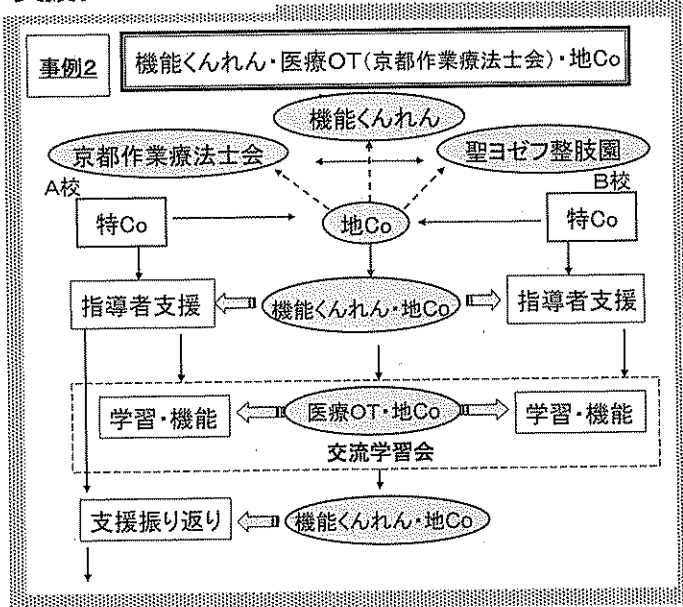 事例2
機能くんれん・医療OT(京都作業療法士会)・地Co
機能くんれん
京都作業療法士会
聖ヨゼフ整肢園
A校
B校
特Co
地Co
特Co
指導者支援
機能くんれん・地Co
指導者支援
学習・機能
医療OT・地Co
学習・機能
交流学習会
支援振り返り
機能くんれん・地Co